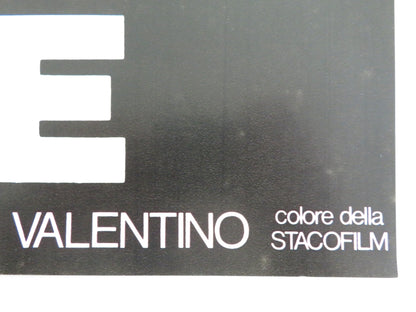 E
VALENTINO
colore della
STACOFILM